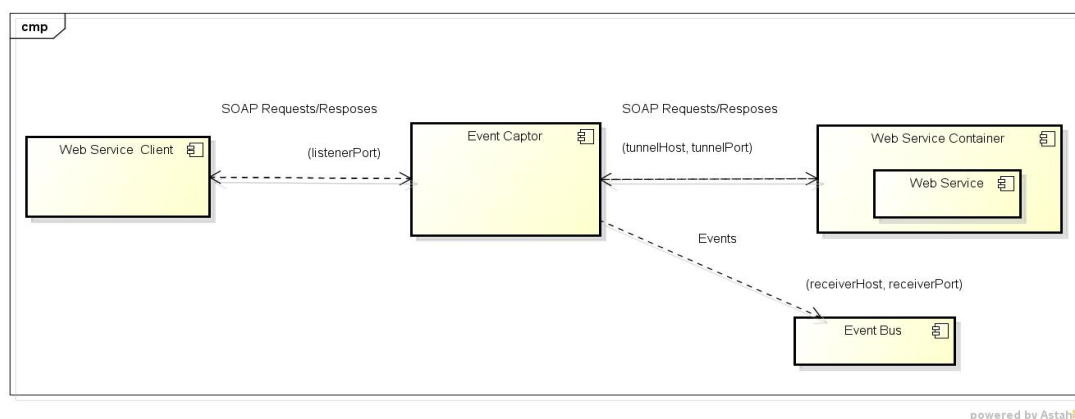 cmp
SOAP Requests/Resposes
SOAP Requests/Resposes
Web Service Client
(listenerPort)
Event Captor
(tunnelHost, tunnelPort)
Web Service Container
Web Service
Events
(receiverHost, receiverPort)
Event Bus
powered by Astah